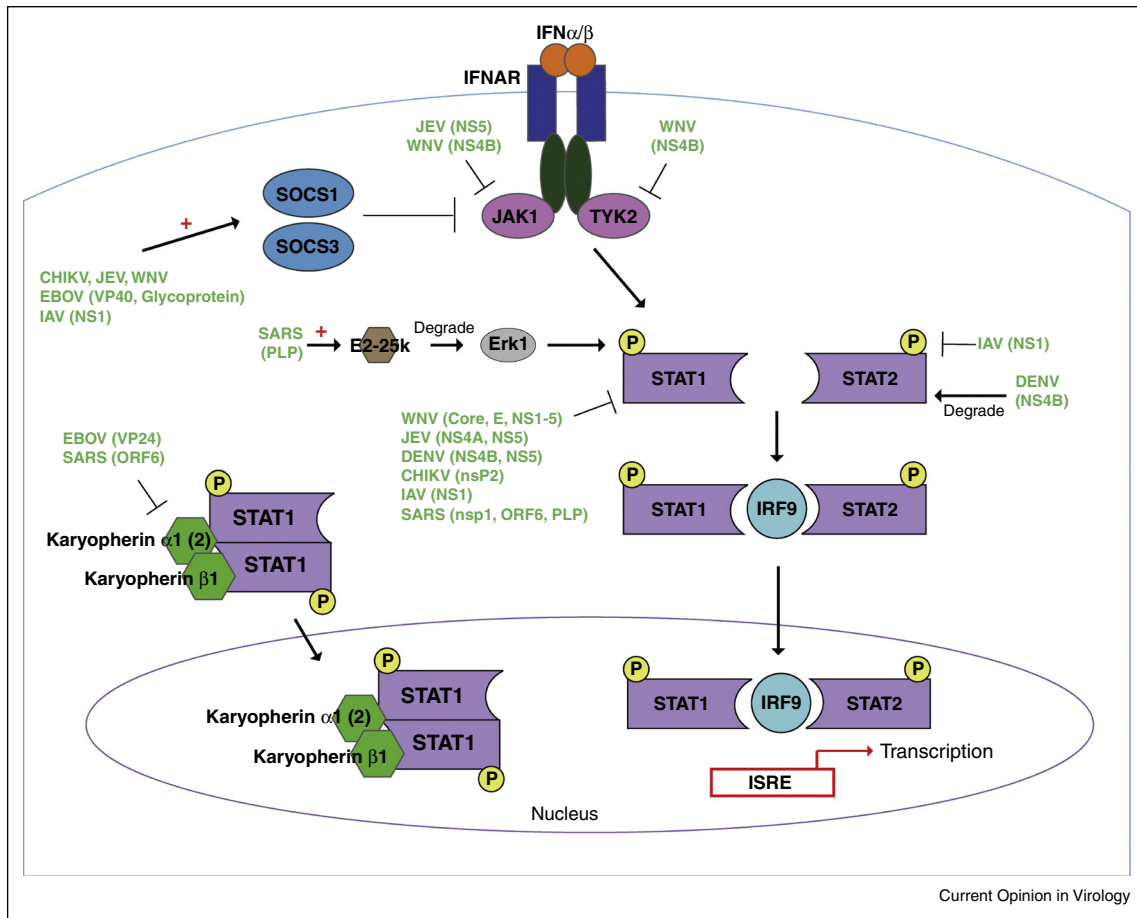 IFNα/β
IFNAR
JEV (NS5)
WNV (NS4B)
WNV
(NS4B)
SOCS1
SOCS3
+
JAK1
TYK2
CHIKV, JEV, WNV
EBOV (VP40, Glycoprotein)
IAV (NS1)
SARS
(PLP)
+
E2-25k
Degrade
Erk1
P
STAT1
P
STAT2
IAV (NS1)
DENV
(NS4B)
Degrade
WNV (Core, E, NS1-5)
JEV (NS4A, NS5)
DENV (NS4B, NS5)
CHIKV (nsP2)
IAV (NS1)
SARS (nsp1, ORF6, PLP)
EBOV (VP24)
SARS (ORF6)
P
STAT1
Karyopherin α1 (2)
STAT1
Karyopherin β1
P
P
STAT1
IRF9
P
STAT2
P
STAT1
Karyopherin α1 (2)
STAT1
Karyopherin β1
P
P
STAT1
IRF9
P
STAT2
Transcription
ISRE
Nucleus
Current Opinion in Virology